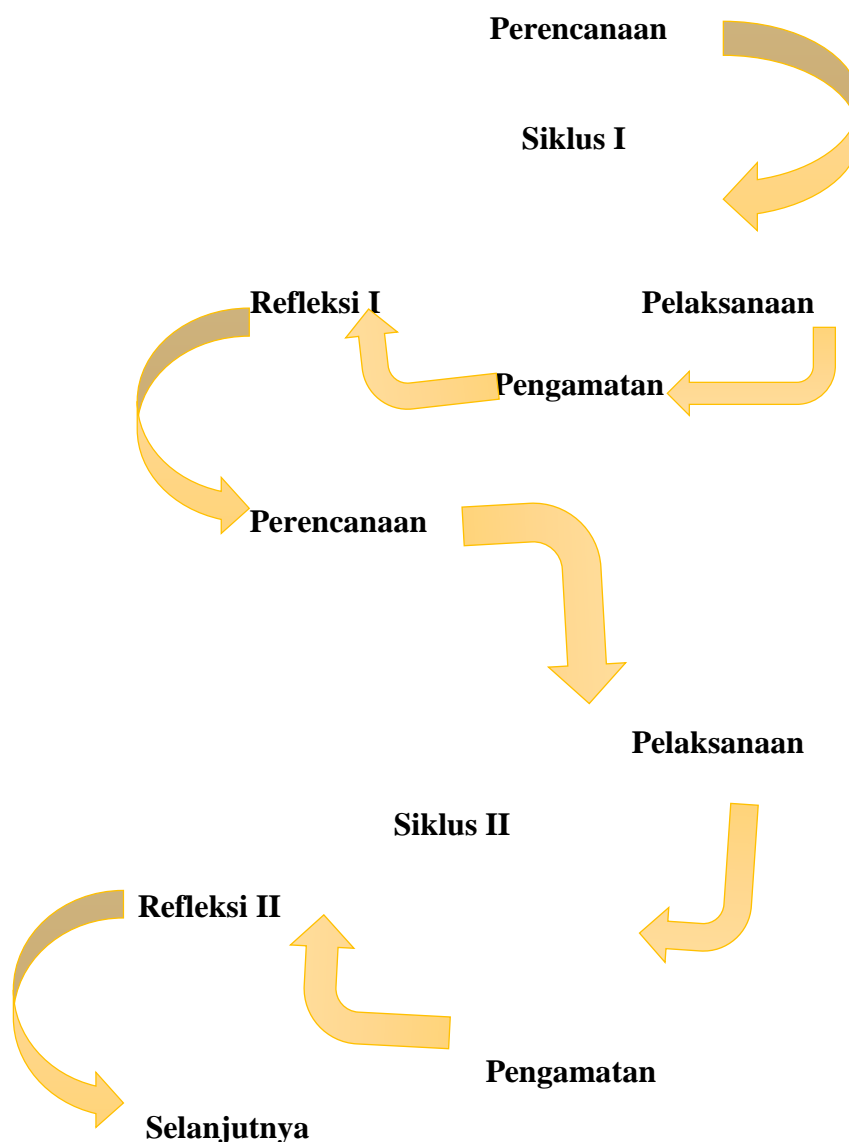 Perencanaan
Siklus I
Refleksi I
Pelaksanaan
Pengamatan
Perencanaan
Pelaksanaan
Siklus II
Refleksi II
Pengamatan
Selanjutnya